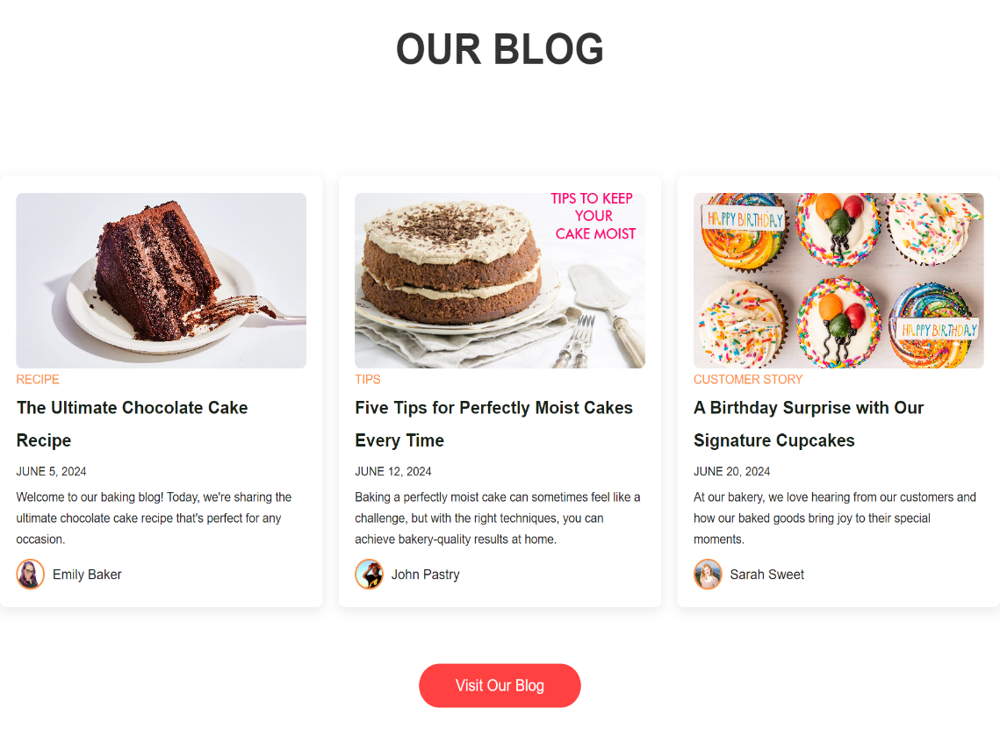 OUR BLOG
TIPS TO KEEP
YOUR
CAKE MOIST
HAPPY BIRTHDAY
HAPPY BIRTHDAY
RECIPE
The Ultimate Chocolate Cake
Recipe
JUNE 5, 2024
Welcome to our baking blog! Today, we're sharing the
ultimate chocolate cake recipe that's perfect for any
occasion.
Emily Baker
TIPS
Five Tips for Perfectly Moist Cakes
Every Time
JUNE 12, 2024
Baking a perfectly moist cake can sometimes feel like a
challenge, but with the right techniques, you can
achieve bakery-quality results at home.
John Pastry
CUSTOMER STORY
A Birthday Surprise with Our
Signature Cupcakes
JUNE 20, 2024
At our bakery, we love hearing from our customers and
how our baked goods bring joy to their special
moments.
Sarah Sweet
Visit Our Blog